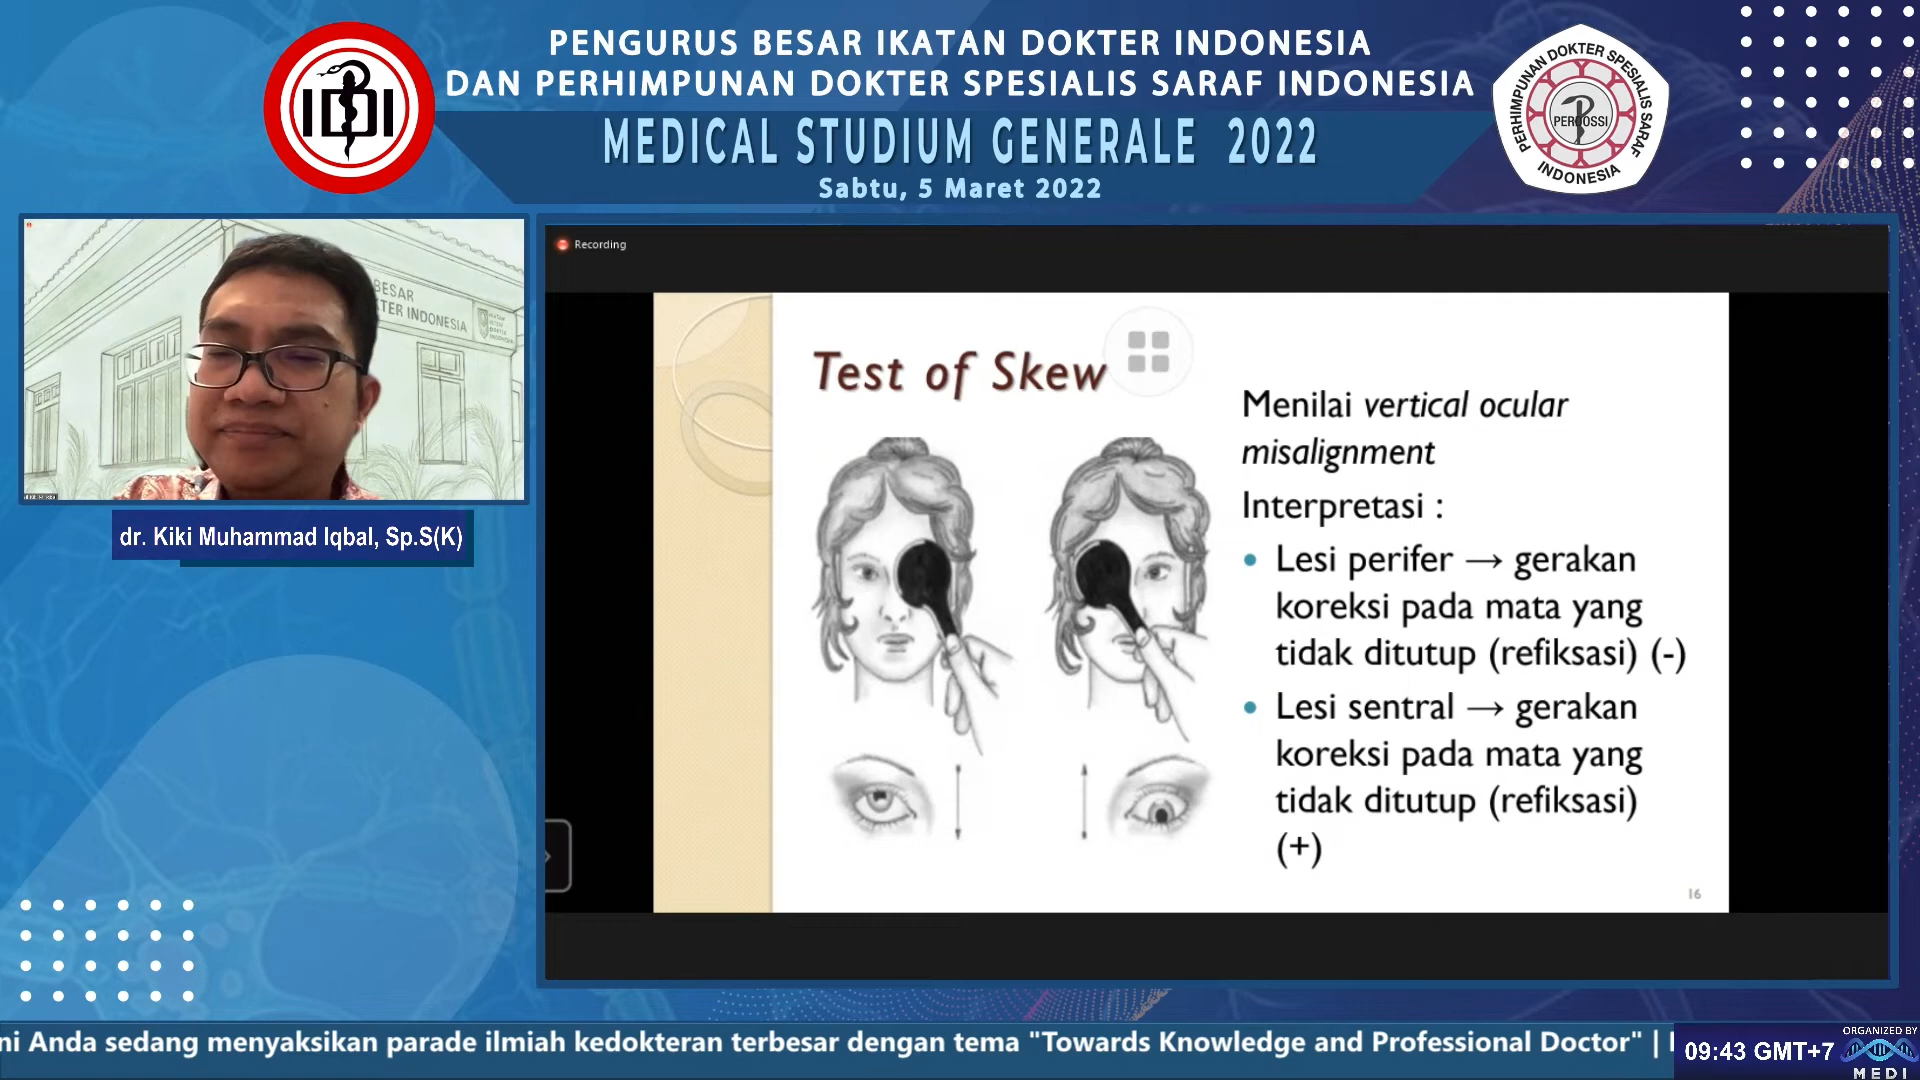 PENGURUS BESAR IKATAN DOKTER INDONESIA
DAN PERHIMPUNAN DOKTER SPESIALIS SARAF INDONESIA
MEDICAL STUDIUM GENERALE 2022
Sabtu, 5 Maret 2022
IDI
PERHIMPUNAN DOKTER SPESIALIS SARAF
INDONESIA
PERDOSSI
BESAR
KTER INDONESIA
dr. Kiki Muhammad Iqbal, Sp.S(K)
Recording
Test of Skew
Menilai vertical ocular
misalignment
Interpretasi :
• Lesi perifer → gerakan
koreksi pada mata yang
tidak ditutup (refiksasi) (-)
• Lesi sentral → gerakan
koreksi pada mata yang
tidak ditutup (refiksasi)
(+)
16
ni Anda sedang menyaksikan parade ilmiah kedokteran terbesar dengan tema "Towards Knowledge and Professional Doctor" |
09:43 GMT+7
ORGANIZED BY
MEDI